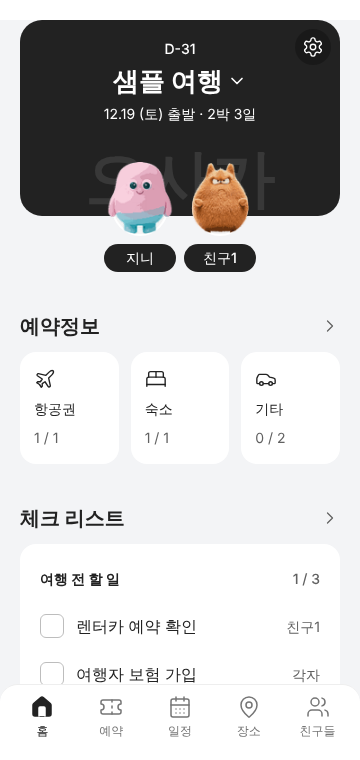 D-31
샘플 여행
12.19 (토) 출발 · 2박 3일
지니
친구1
예약정보
항공권
숙소
기타
1 / 1
1 / 1
0 / 2
체크 리스트
여행 전 할 일
1 / 3
렌터카 예약 확인
친구1
여행자 보험 가입
각자
홈
예약
일정
장소
친구들